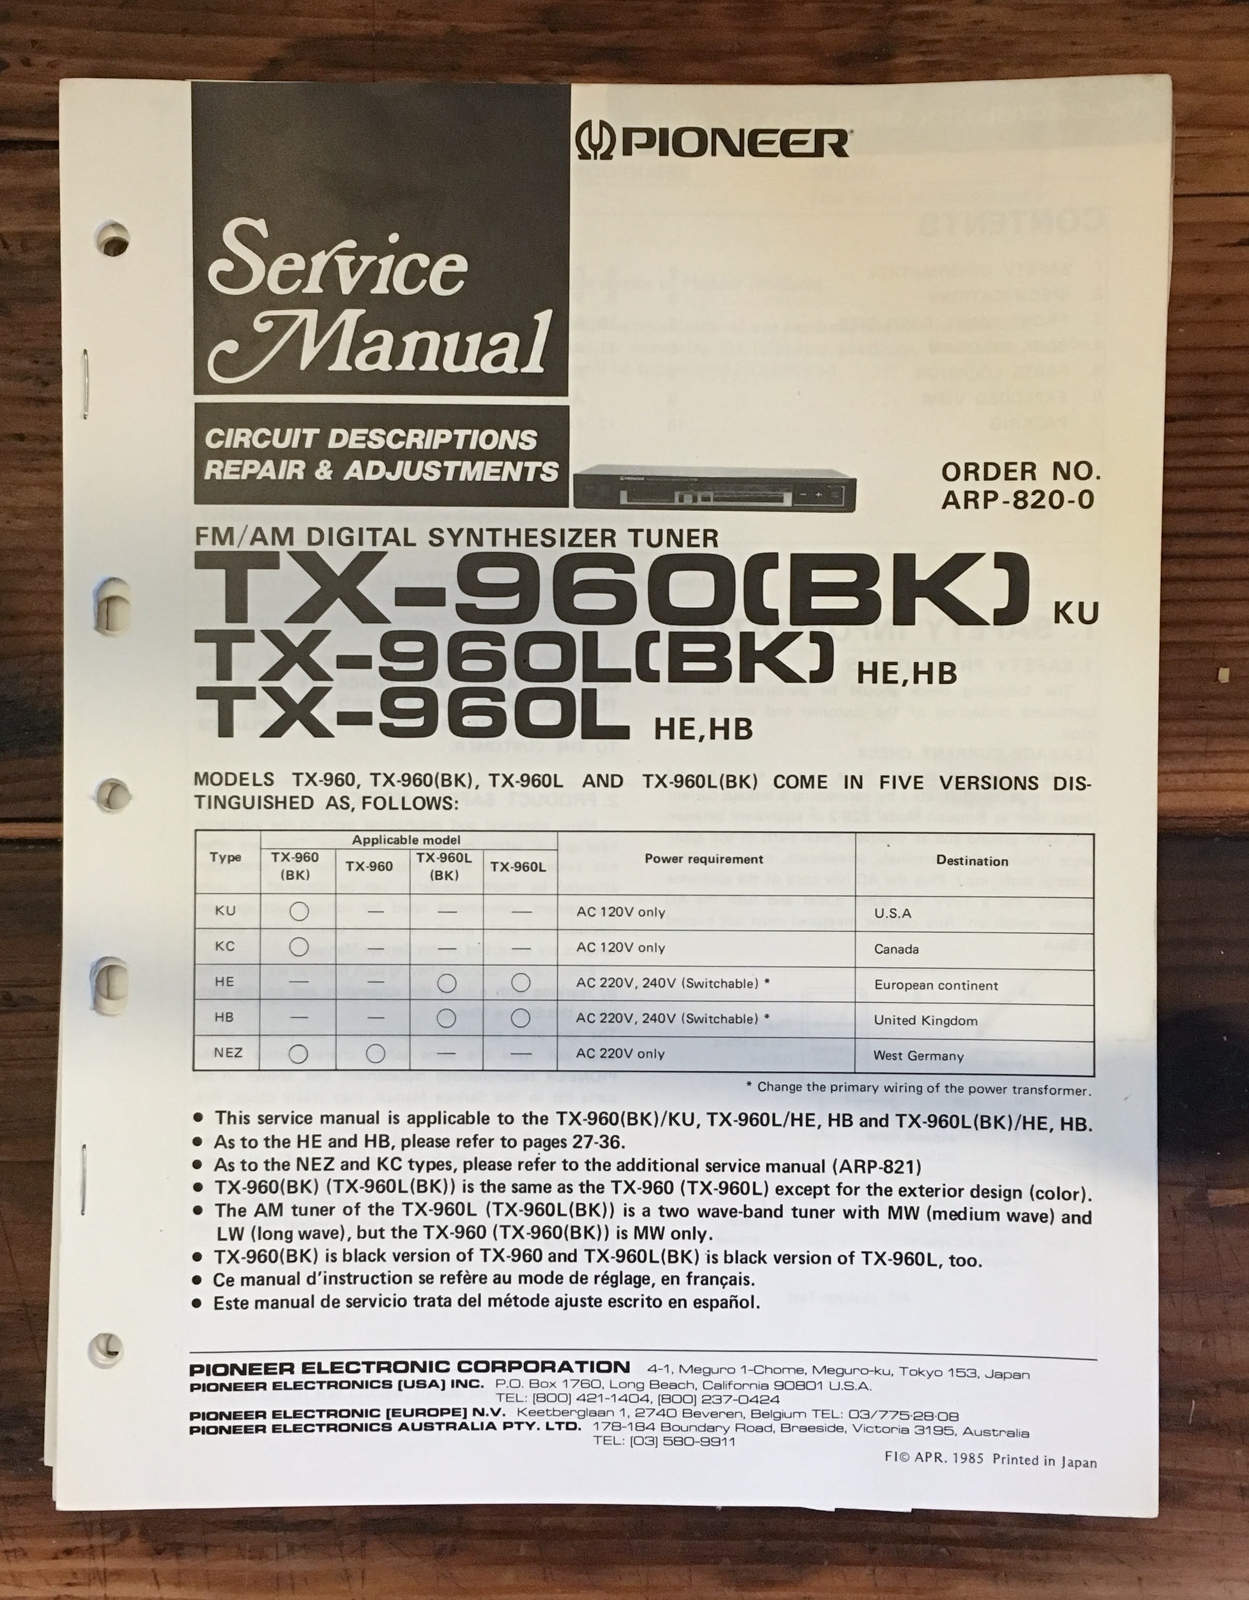 PIONEER
Service
Manual
CIRCUIT DESCRIPTIONS
REPAIR & ADJUSTMENTS
ORDER NO.
ARP-820-0
FM/AM DIGITAL SYNTHESIZER TUNER
TX-960(BK) KU
TX-960L(BK) HE,HB
TX-960L HE,HB
MODELS TX-960, TX-960(BK), TX-960L AND TX-960L(BK) COME IN FIVE VERSIONS DIS-
TINGUISHED AS, FOLLOWS:
Type Applicable model Power requirement Destination
TX-960 (BK) TX-960 TX-960L (BK) TX-960L
KU ○ — — — AC 120V only U.S.A
KC ○ — — — AC 120V only Canada
HE — — ○ ○ AC 220V, 240V (Switchable) * European continent
HB — — ○ ○ AC 220V, 240V (Switchable) * United Kingdom
NEZ ○ ○ — — AC 220V only West Germany
* Change the primary wiring of the power transformer.
● This service manual is applicable to the TX-960(BK)/KU, TX-960L/HE, HB and TX-960L(BK)/HE, HB.
● As to the HE and HB, please refer to pages 27-36.
● As to the NEZ and KC types, please refer to the additional service manual (ARP-821)
● TX-960(BK) (TX-960L(BK)) is the same as the TX-960 (TX-960L) except for the exterior design (color).
● The AM tuner of the TX-960L (TX-960L(BK)) is a two wave-band tuner with MW (medium wave) and
LW (long wave), but the TX-960 (TX-960(BK)) is MW only.
● TX-960(BK) is black version of TX-960 and TX-960L(BK) is black version of TX-960L, too.
● Ce manual d'instruction se refère au mode de réglage, en français.
● Este manual de servicio trata del métode ajuste escrito en español.
PIONEER ELECTRONIC CORPORATION 4-1, Meguro 1-Chome, Meguro-ku, Tokyo 153, Japan
PIONEER ELECTRONICS [USA] INC. P.O. Box 1760, Long Beach, California 90801 U.S.A.
TEL: [800] 421-1404, [800] 237-0424
PIONEER ELECTRONIC [EUROPE] N.V. Keetberglaan 1, 2740 Beveren, Belgium TEL: 03/775-28-08
PIONEER ELECTRONICS AUSTRALIA PTY. LTD. 178-184 Boundary Road, Braeside, Victoria 3195, Australia
TEL: [03] 580-9911
FI© APR. 1985 Printed in Japan